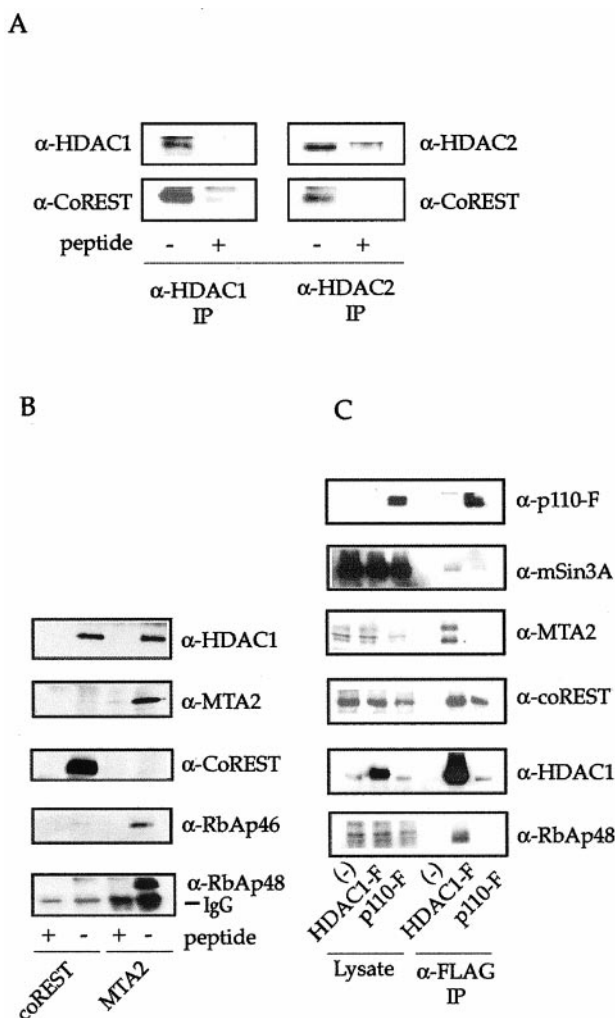 A
α-HDAC1 α-HDAC2
α-CoREST α-CoREST
peptide - + - +
α-HDAC1 α-HDAC2
IP IP
B
α-HDAC1
α-MTA2
α-CoREST
α-RbAp46
α-RbAp48
IgG
+ - + - peptide
coREST MTA2
C
α-p110-F
α-mSin3A
α-MTA2
α-coREST
α-HDAC1
α-RbAp48
(-) HDAC1-F p110-F (-) HDAC1-F p110-F
Lysate α-FLAG
IP